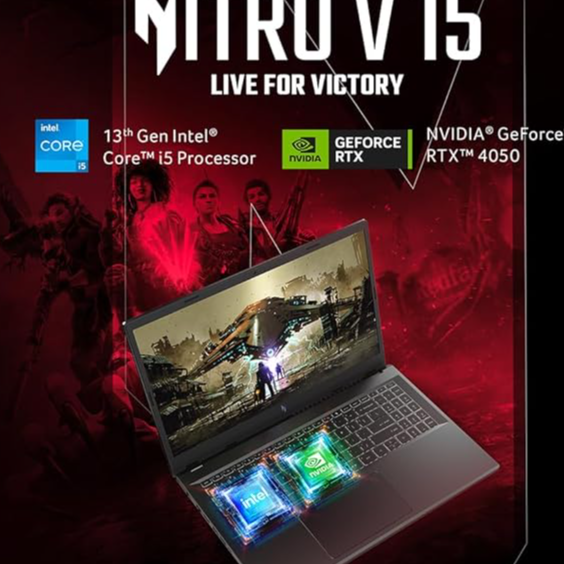 NITRO V 15
LIVE FOR VICTORY
intel
CORE
i5
13th Gen Intel®
Core™ i5 Processor
NVIDIA
GEFORCE
RTX
NVIDIA® GeForce
RTX™ 4050
intel
NVIDIA